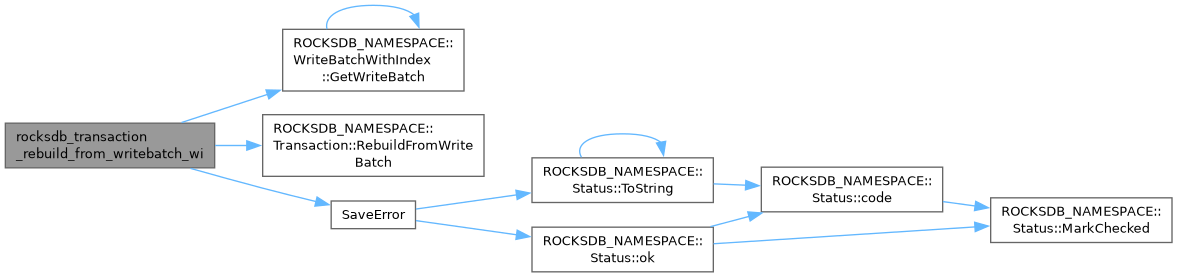 ROCKSDB_NAMESPACE::
WriteBatchWithIndex
::GetWriteBatch
rocksdb_transaction
_rebuild_from_writebatch_wi
ROCKSDB_NAMESPACE::
Transaction::RebuildFromWrite
Batch
SaveError
ROCKSDB_NAMESPACE::
Status::ToString
ROCKSDB_NAMESPACE::
Status::ok
ROCKSDB_NAMESPACE::
Status::code
ROCKSDB_NAMESPACE::
Status::MarkChecked